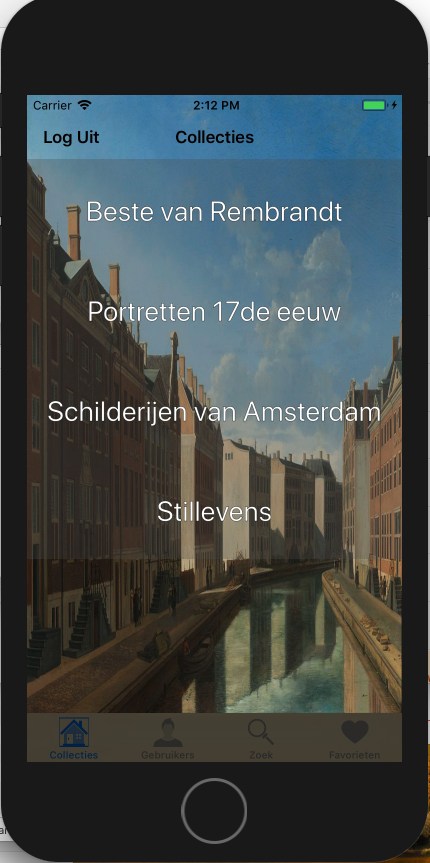 Carrier 2:12 PM
Log Uit Collecties
Beste van Rembrandt
Portretten 17de eeuw
Schilderijen van Amsterdam
Stillevens
Collecties Gebruikers Zoek Favorieten